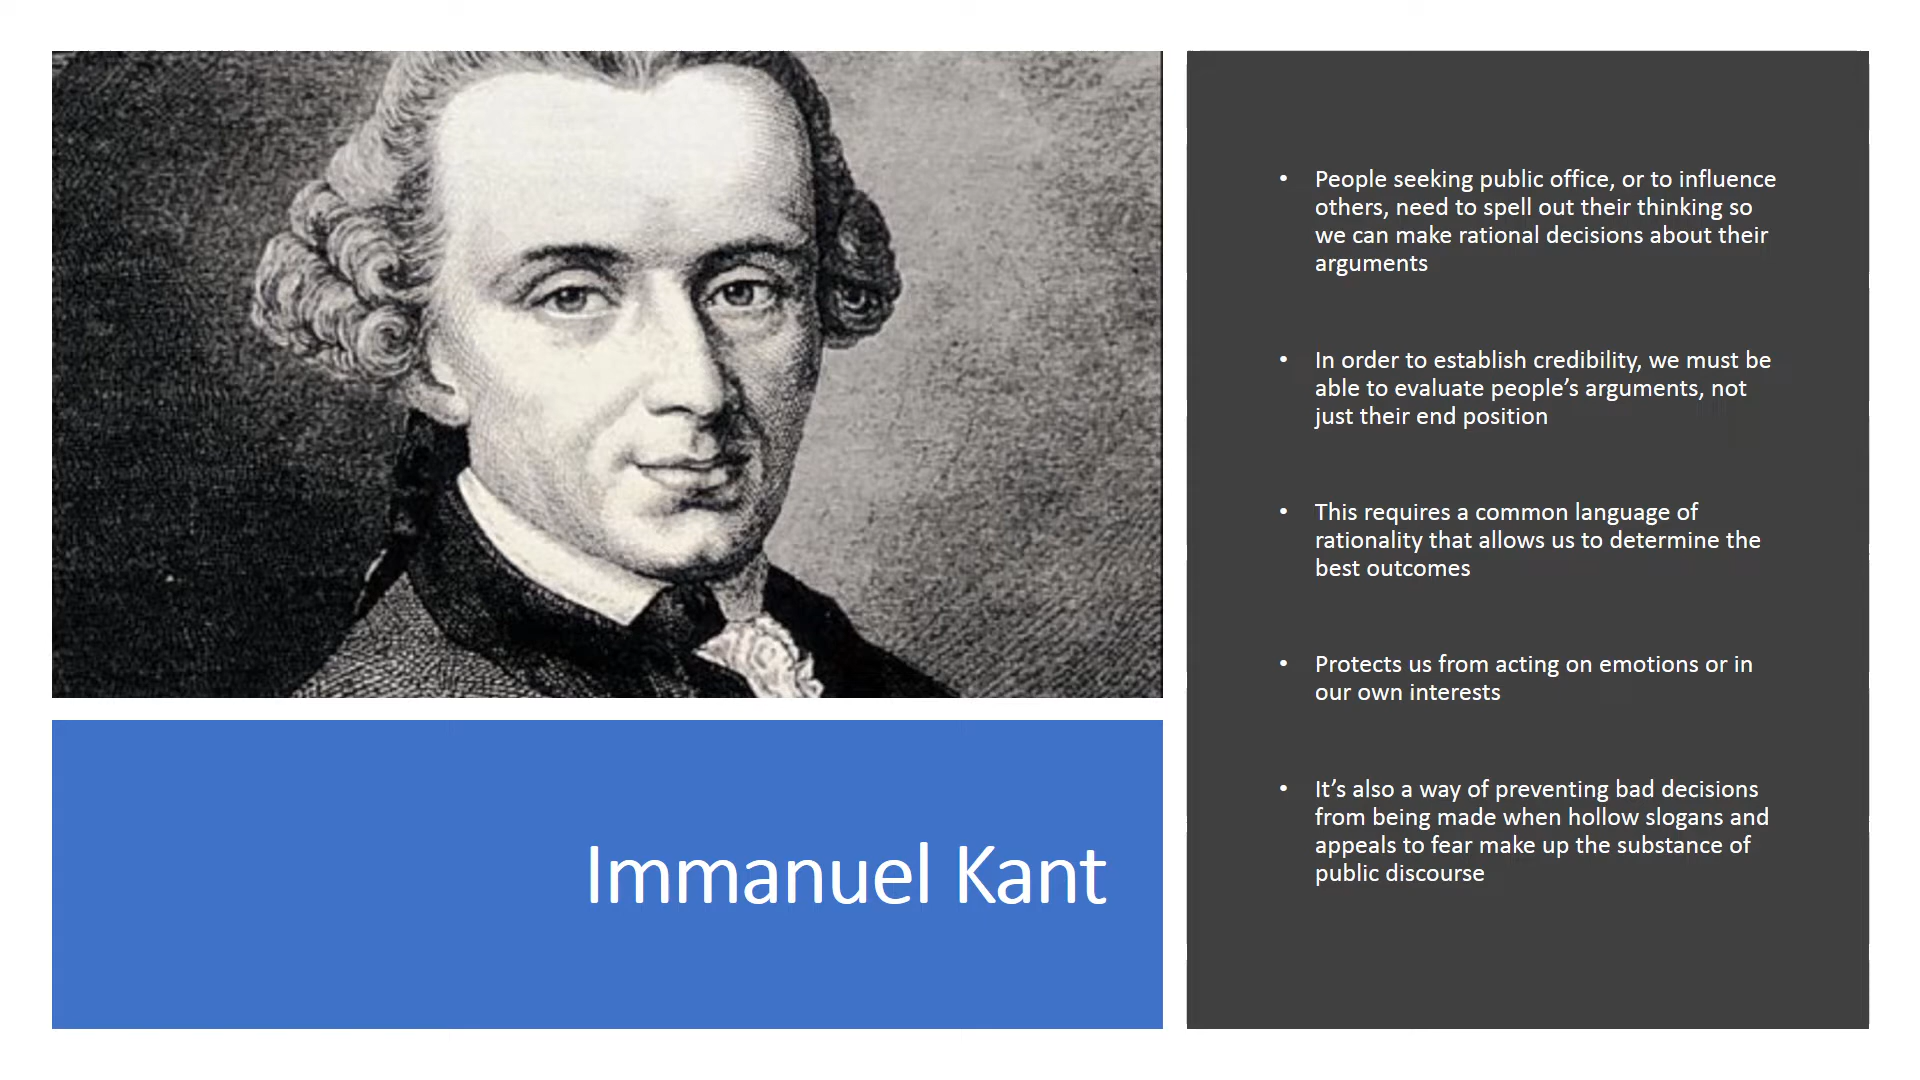 Immanuel Kant
• People seeking public office, or to influence
others, need to spell out their thinking so
we can make rational decisions about their
arguments
• In order to establish credibility, we must be
able to evaluate people’s arguments, not
just their end position
• This requires a common language of
rationality that allows us to determine the
best outcomes
• Protects us from acting on emotions or in
our own interests
• It’s also a way of preventing bad decisions
from being made when hollow slogans and
appeals to fear make up the substance of
public discourse